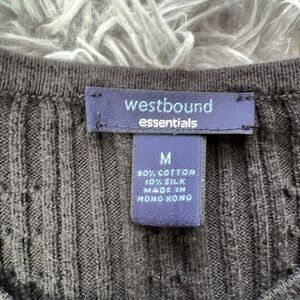 westbound
essentials
M
90% COTTON
10% SILK
MADE IN
HONG KONG